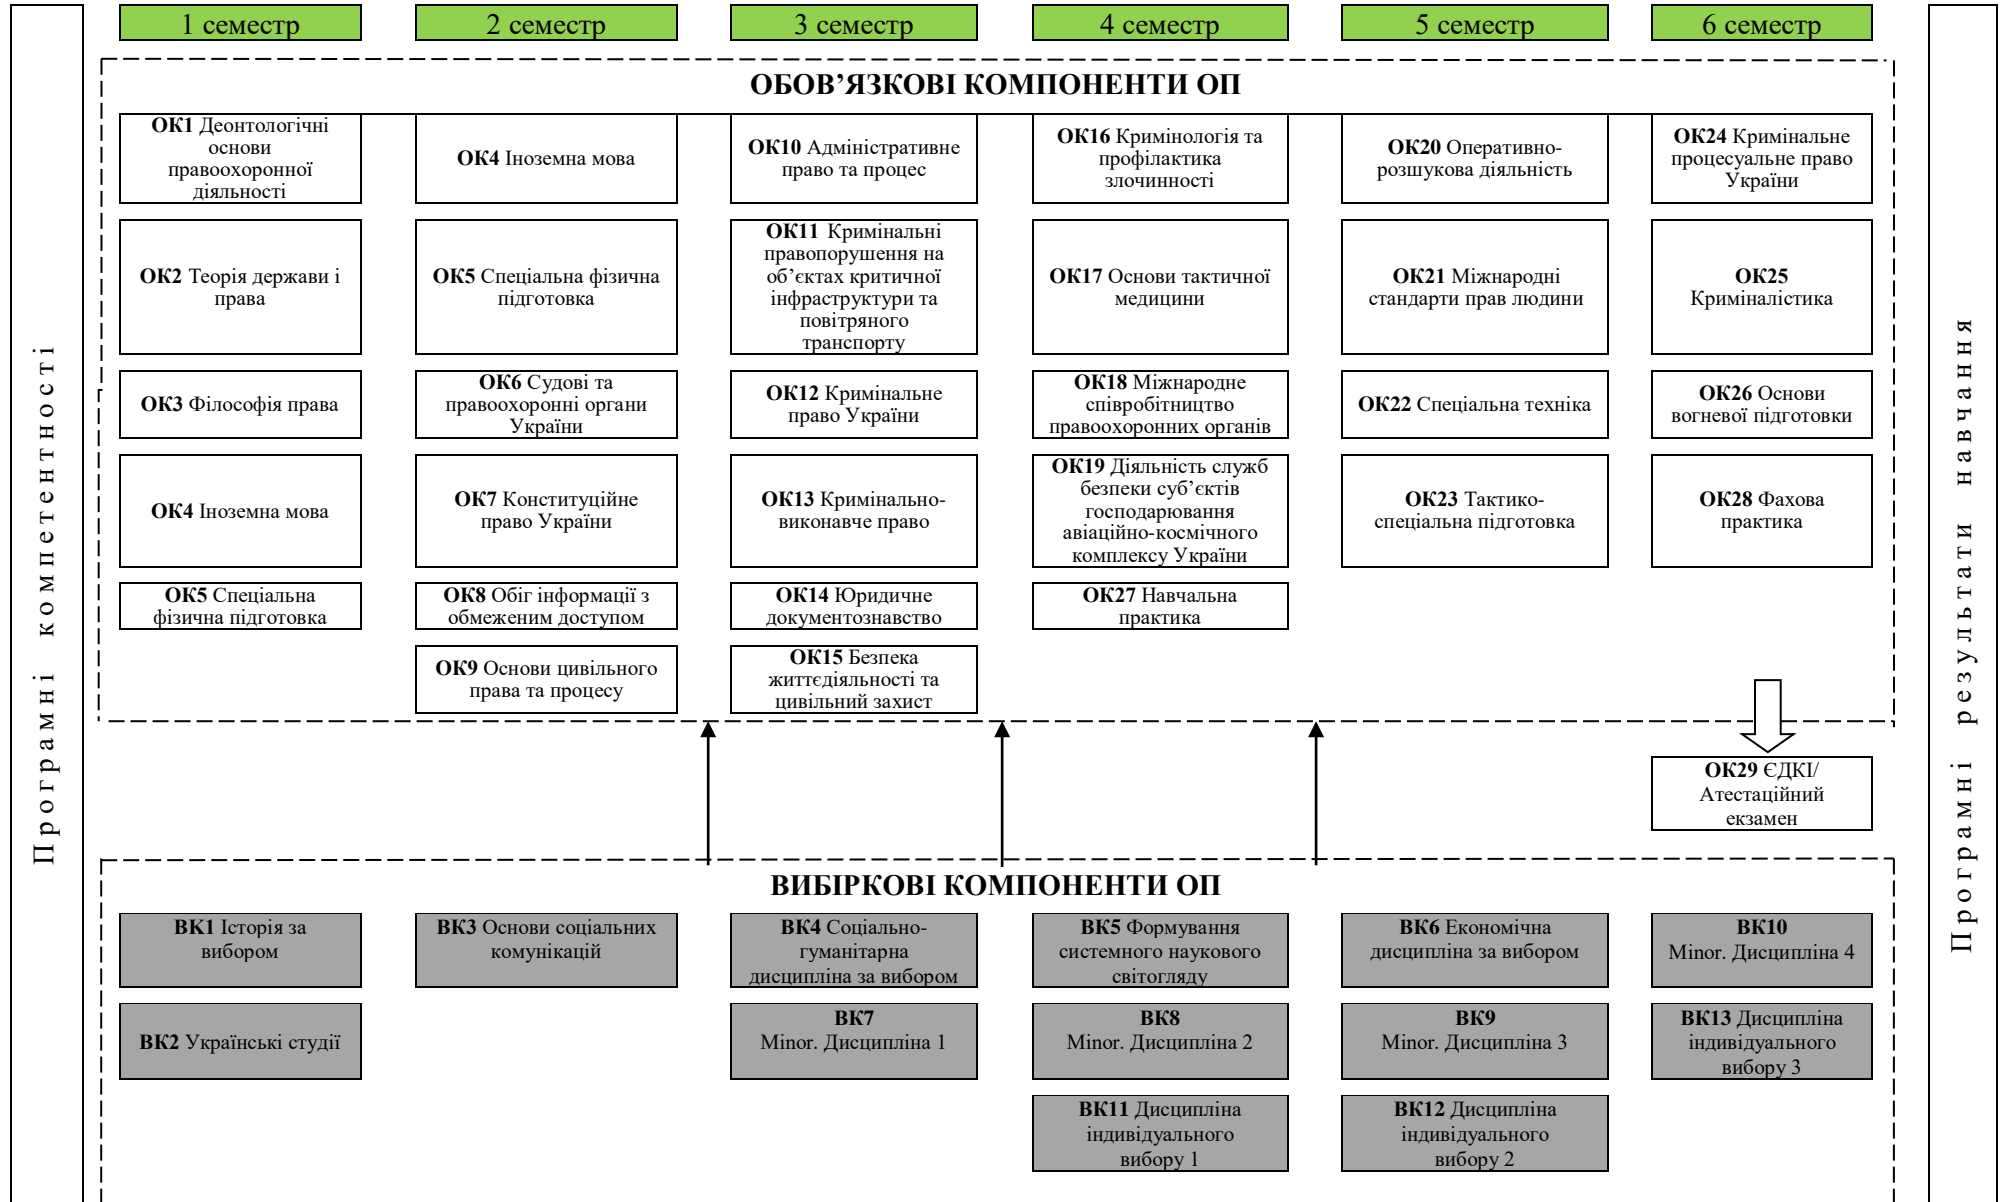 1 семестр
2 семестр
3 семестр
4 семестр
5 семестр
6 семестр
Програмні компетентності
ОБОВ’ЯЗКОВІ КОМПОНЕНТИ ОП
ОК1 Деонтологічні
основи
правоохоронної
діяльності
ОК4 Іноземна мова
ОК10 Адміністративне
право та процес
ОК16 Кримінологія та
профілактика
злочинності
ОК20 Оперативно-
розшукова діяльність
ОК24 Кримінальне
процесуальне право
України
ОК2 Теорія держави і
права
ОК5 Спеціальна фізична
підготовка
ОК11 Кримінальні
правопорушення на
об’єктах критичної
інфраструктури та
повітряного
транспорту
ОК17 Основи тактичної
медицини
ОК21 Міжнародні
стандарти прав людини
ОК25
Криміналістика
ОК3 Філософія права
ОК6 Судові та
правоохоронні органи
України
ОК12 Кримінальне
право України
ОК18 Міжнародне
співробітництво
правоохоронних органів
ОК22 Спеціальна техніка
ОК26 Основи
вогневої підготовки
ОК4 Іноземна мова
ОК7 Конституційне
право України
ОК13 Кримінально-
виконавче право
ОК19 Діяльність служб
безпеки суб’єктів
господарювання
авіаційно-космічного
комплексу України
ОК23 Тактико-
спеціальна підготовка
ОК28 Фахова
практика
ОК5 Спеціальна
фізична підготовка
ОК8 Обіг інформації з
обмеженим доступом
ОК14 Юридичне
документознавство
ОК27 Навчальна
практика
ОК9 Основи цивільного
права та процесу
ОК15 Безпека
життєдіяльності та
цивільний захист
ОК29 ЄДКІ/
Атестаційний
екзамен
ВИБІРКОВІ КОМПОНЕНТИ ОП
ВК1 Історія за
вибором
ВК3 Основи соціальних
комунікацій
ВК4 Соціально-
гуманітарна
дисципліна за вибором
ВК5 Формування
системного наукового
світогляду
ВК6 Економічна
дисципліна за вибором
ВК10
Minor. Дисципліна 4
ВК2 Українські студії
ВК7
Minor. Дисципліна 1
ВК8
Minor. Дисципліна 2
ВК9
Minor. Дисципліна 3
ВК13 Дисципліна
індивідуального
вибору 3
ВК11 Дисципліна
індивідуального
вибору 1
ВК12 Дисципліна
індивідуального
вибору 2
Програмні результати навчання